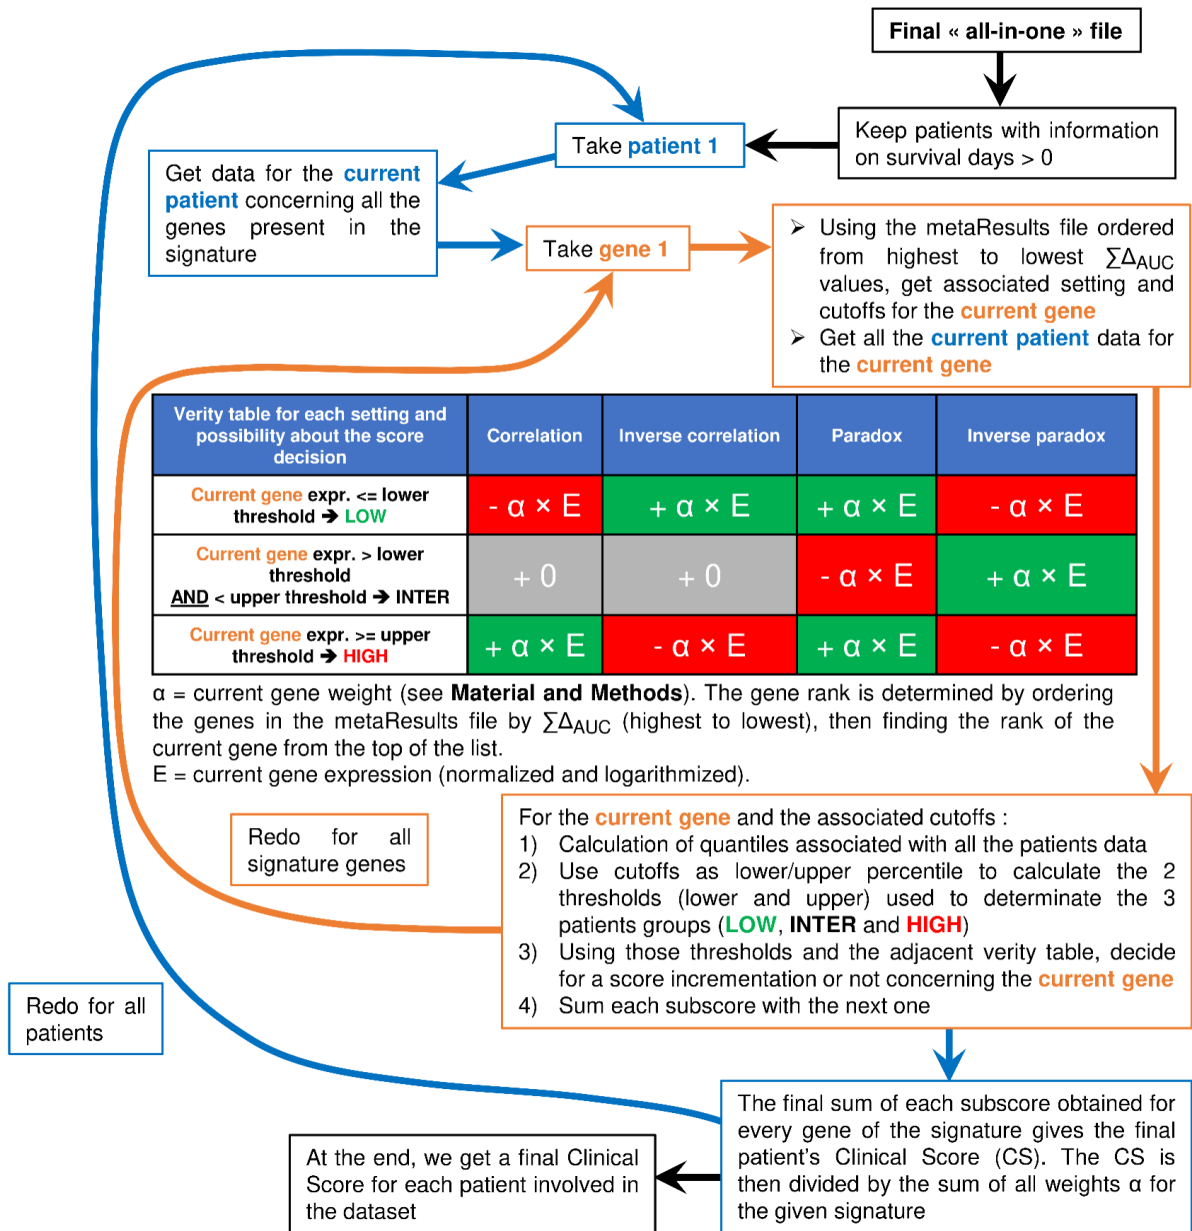 Final « all-in-one » file
Keep patients with information
on survival days > 0
Take patient 1
Get data for the current
patient concerning all the
genes present in the
signature
Take gene 1
➢ Using the metaResults file ordered
from highest to lowest ∑Δ_AUC
values, get associated setting and
cutoffs for the current gene
➢ Get all the current patient data for
the current gene
Verity table for each setting and
possibility about the score
decision
Correlation
Inverse correlation
Paradox
Inverse paradox
Current gene expr. <= lower
threshold ➔ LOW
- α × E
+ α × E
+ α × E
- α × E
Current gene expr. > lower
threshold
AND < upper threshold ➔ INTER
+ 0
+ 0
- α × E
+ α × E
Current gene expr. >= upper
threshold ➔ HIGH
+ α × E
- α × E
+ α × E
- α × E
α = current gene weight (see Material and Methods). The gene rank is determined by ordering
the genes in the metaResults file by ∑Δ_AUC (highest to lowest), then finding the rank of the
current gene from the top of the list.
E = current gene expression (normalized and logarithmized).
Redo for all
signature genes
For the current gene and the associated cutoffs :
1) Calculation of quantiles associated with all the patients data
2) Use cutoffs as lower/upper percentile to calculate the 2
thresholds (lower and upper) used to determinate the 3
patients groups (LOW, INTER and HIGH)
3) Using those thresholds and the adjacent verity table, decide
for a score incrementation or not concerning the current gene
4) Sum each subscore with the next one
Redo for all
patients
The final sum of each subscore obtained for
every gene of the signature gives the final
patient's Clinical Score (CS). The CS is
then divided by the sum of all weights α for
the given signature
At the end, we get a final Clinical
Score for each patient involved in
the dataset